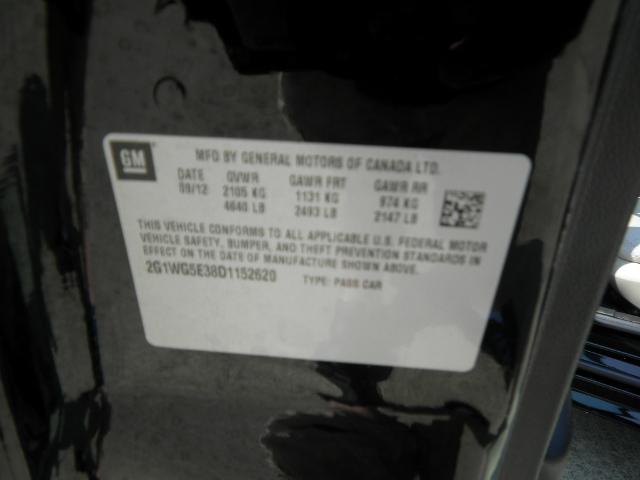 GM
MFG BY GENERAL MOTORS OF CANADA LTD.
DATE GVWR GAWR FRT GAWR RR
09/12 2105 KG 1131 KG 974 KG
4640 LB 2493 LB 2147 LB
THIS VEHICLE CONFORMS TO ALL APPLICABLE U.S. FEDERAL MOTOR
VEHICLE SAFETY, BUMPER, AND THEFT PREVENTION STANDARDS IN
EFFECT ON THE DATE OF MANUFACTURE SHOWN ABOVE.
2G1WG5E38D1152620 TYPE: PASS CAR